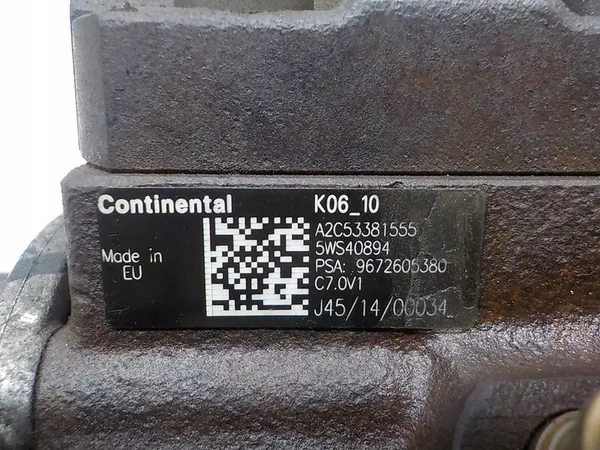 Continental
K06_10
A2C53381555
5WS40894
PSA: 9672605380
C7.0V1
J45/14/00034
Made in
EU